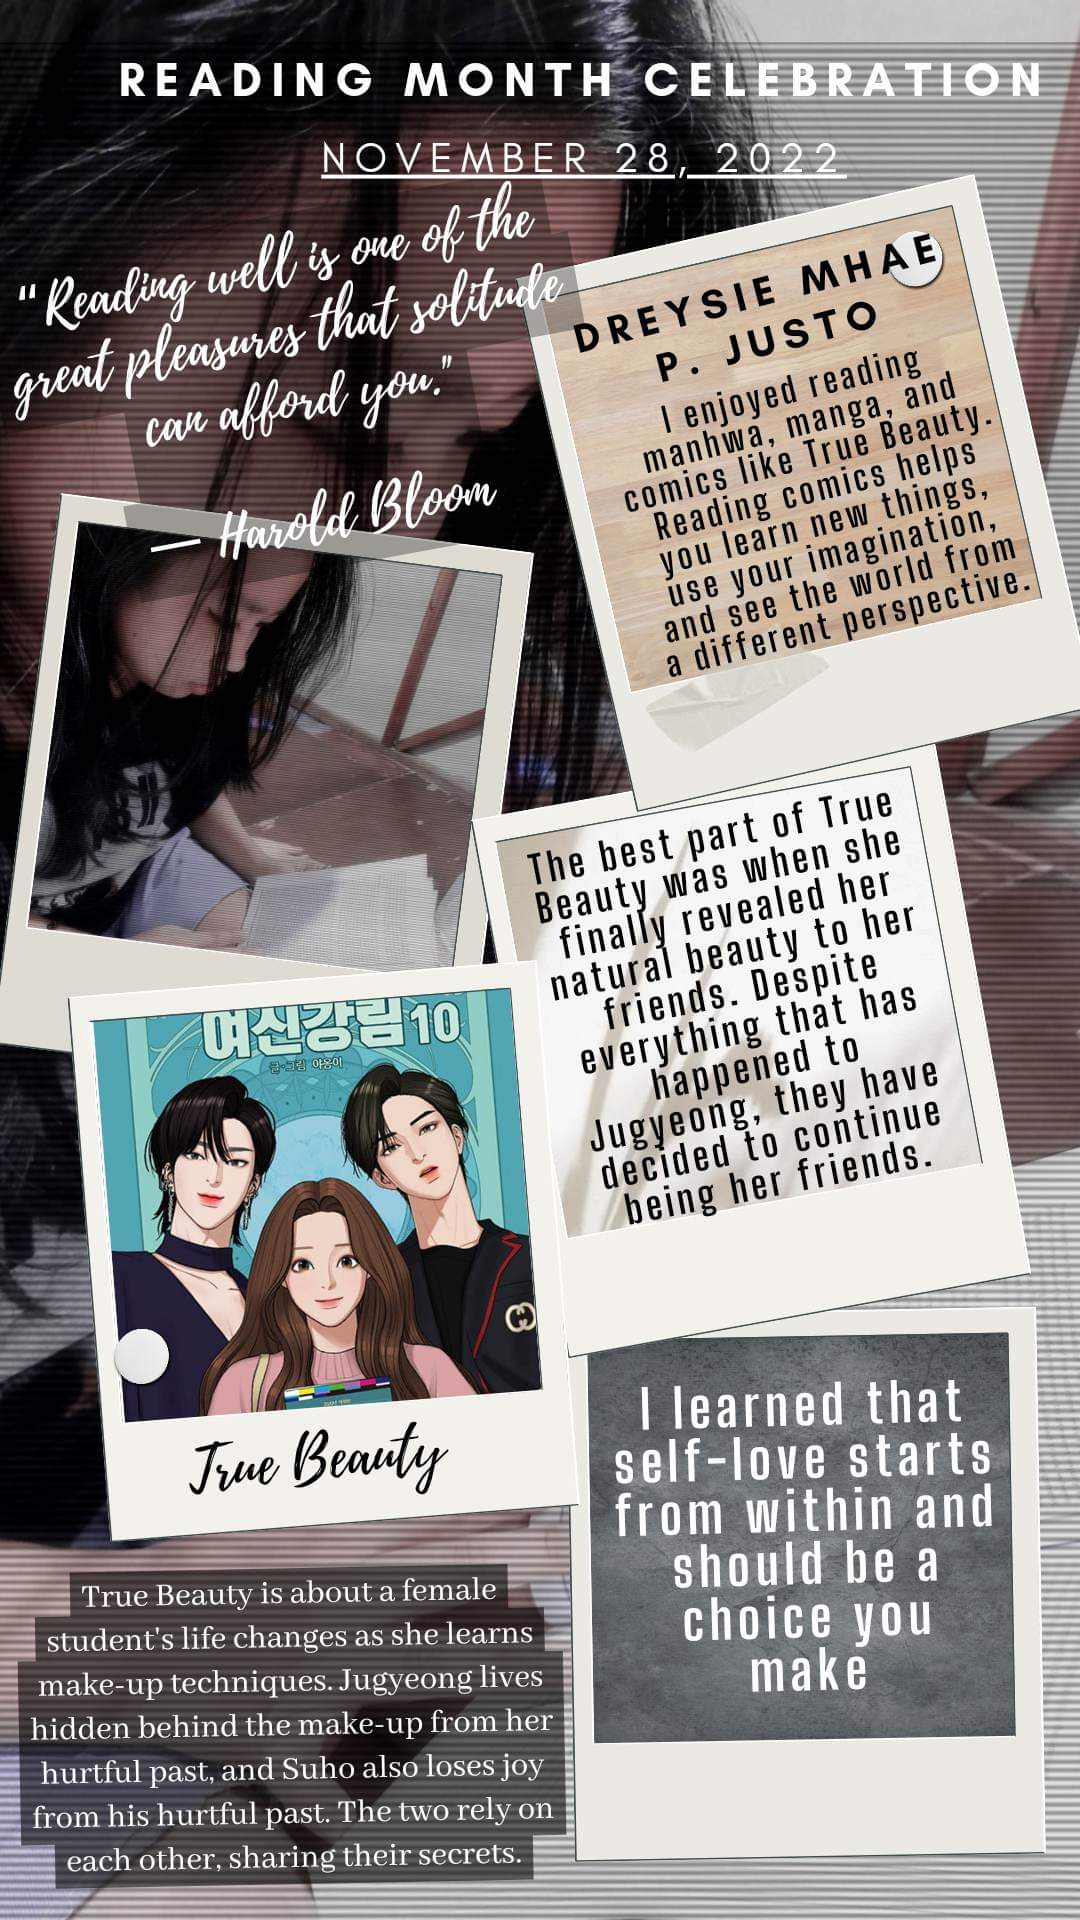 READING MONTH CELEBRATION
NOVEMBER 28, 2022
"Reading well is one of the
great pleasures that solitude
can afford you."
— Harold Bloom
DREYSIE MHAE
P. JUSTO
I enjoyed reading
manhwa, manga, and
comics like True Beauty.
Reading comics helps
you learn new things,
use your imagination,
and see the world from
a different perspective.
The best part of True
Beauty was when she
finally revealed her
natural beauty to her
friends. Despite
everything that has
happened to
Jugyeong, they have
decided to continue
being her friends.
여신강림10
글·그림 야옹이
True Beauty
I learned that
self-love starts
from within and
should be a
choice you
make
True Beauty is about a female
student's life changes as she learns
make-up techniques. Jugyeong lives
hidden behind the make-up from her
hurtful past, and Suho also loses joy
from his hurtful past. The two rely on
each other, sharing their secrets.